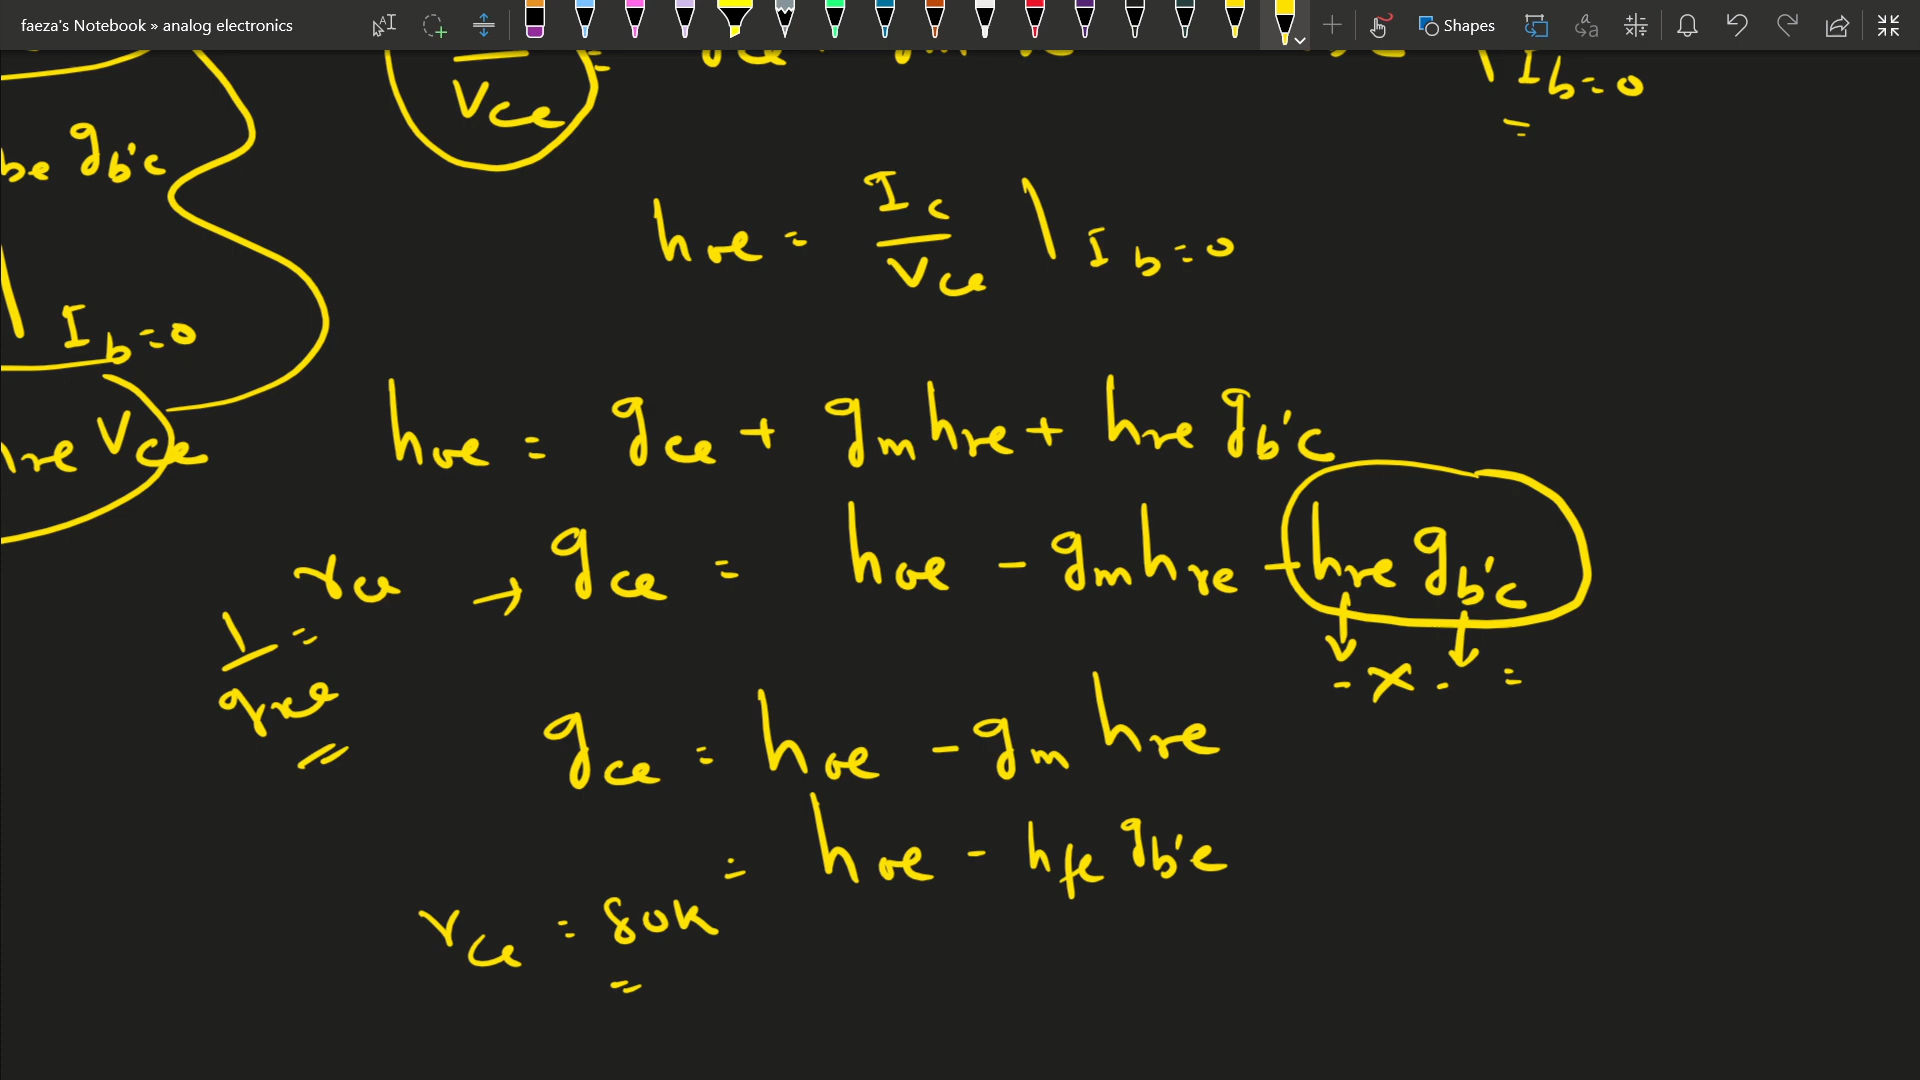 faeza's Notebook » analog electronics
Shapes
Vce
Ib=0
be gb'c
hoe = Ic / Vce | Ib=0
Ib=0
hre Vce
hoe = gce + gm hre + hre gb'c
rce → gce = hoe - gm hre - hre gb'c
1 =
- x - =
gce = hoe - gm hre
= hoe - hfe gb'e
rce = 80K